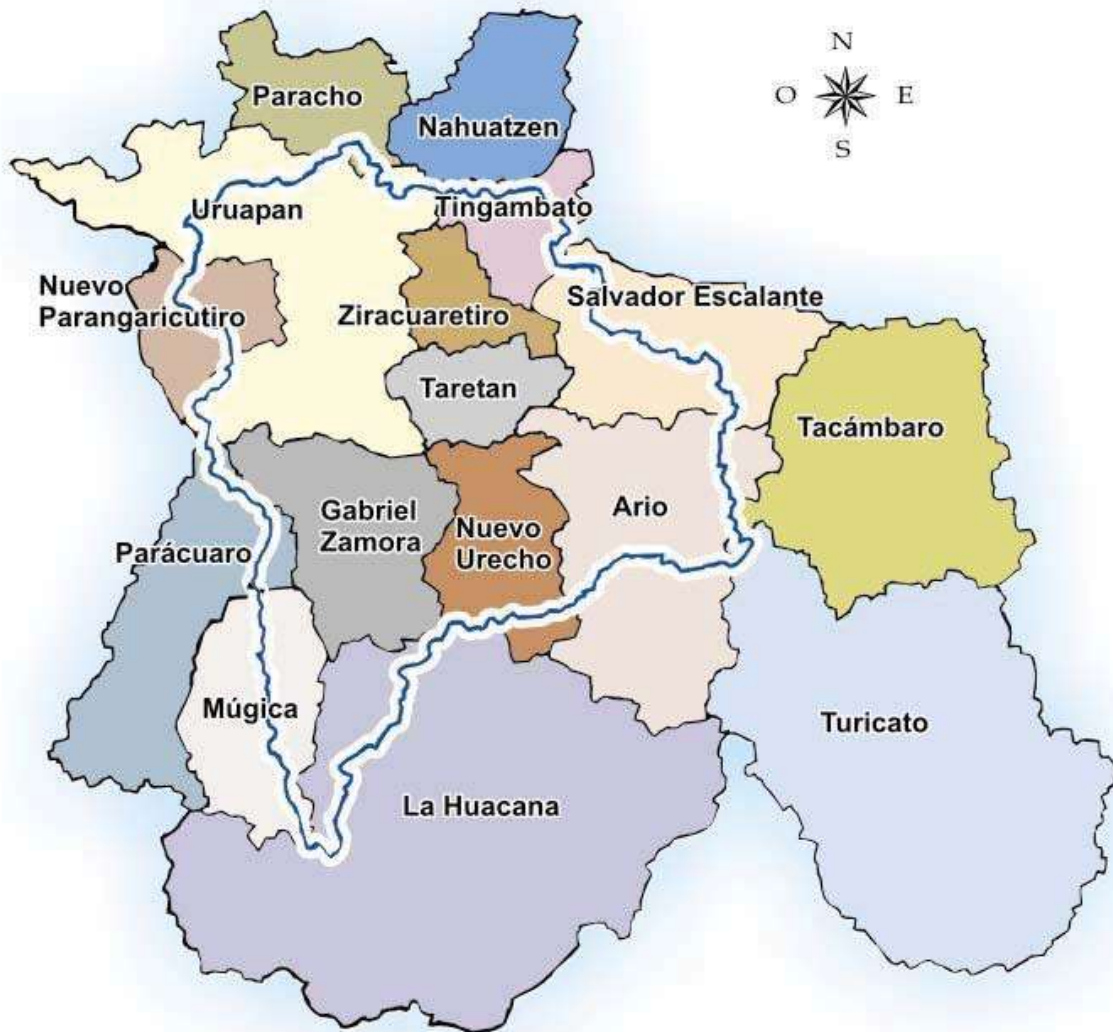 N
O E
S
Paracho
Nahuatzen
Uruapan
Tingambato
Nuevo
Parangaricutiro
Ziracuaretiro
Salvador Escalante
Taretan
Tacámbaro
Gabriel
Zamora
Nuevo
Urecho
Ario
Parácuaro
Múgica
Turicato
La Huacana